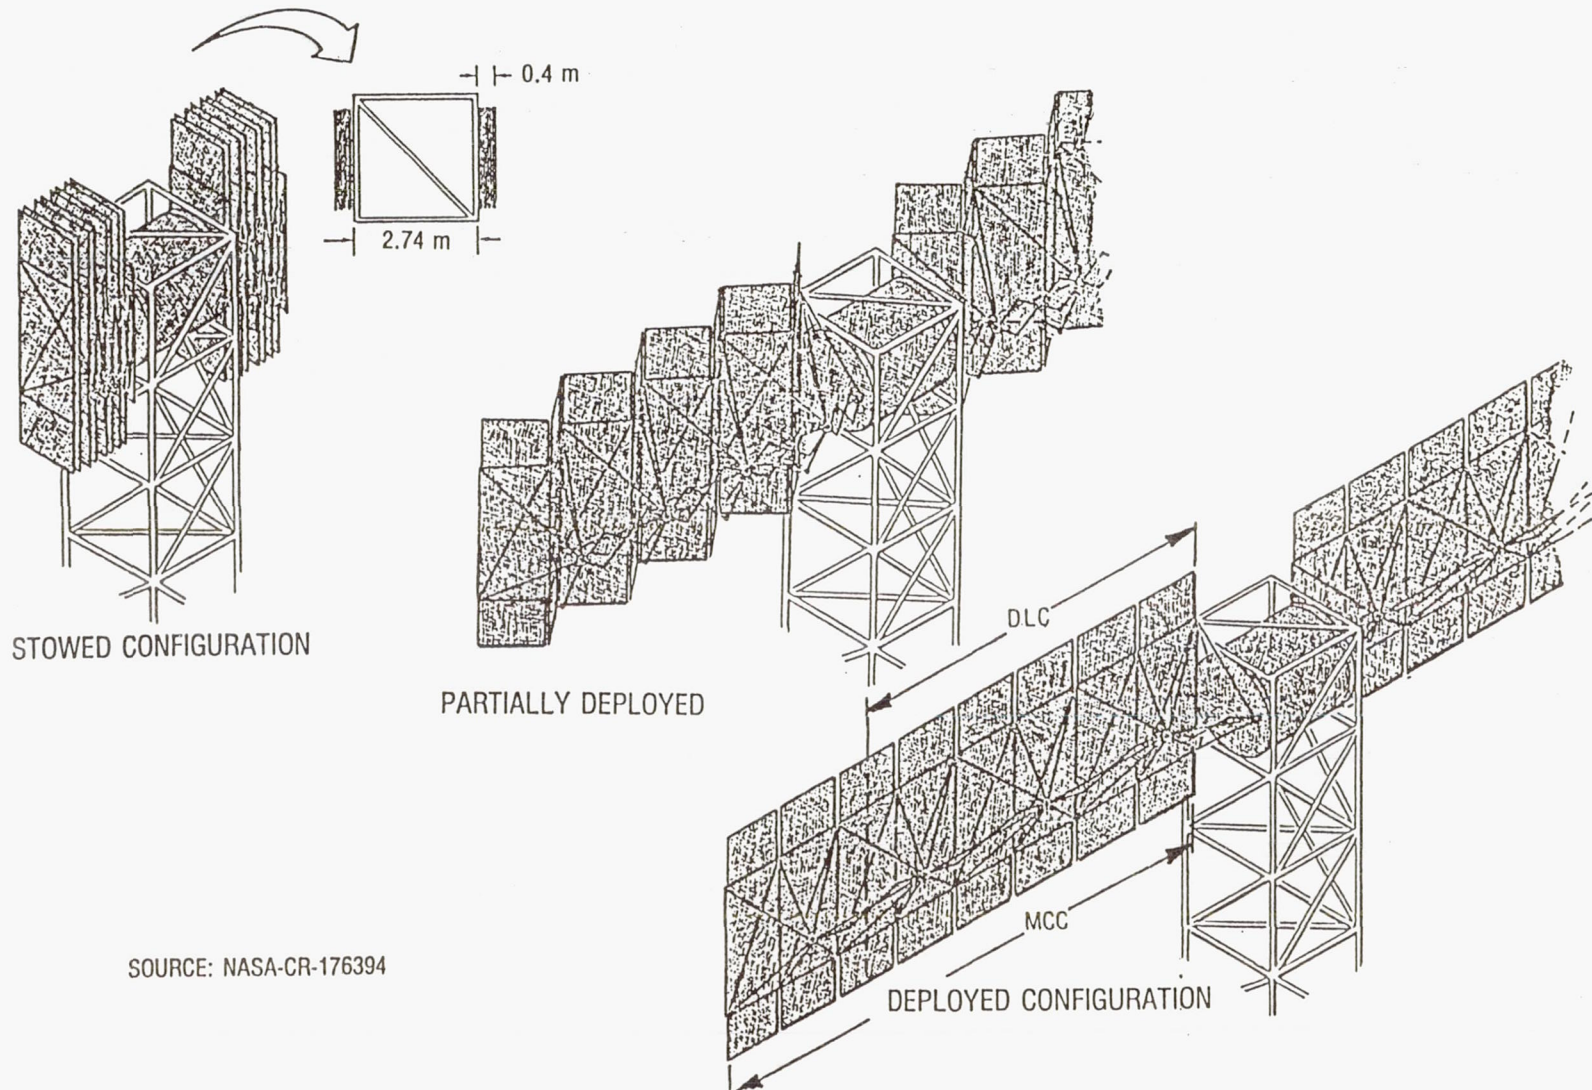 0.4 m
2.74 m
STOWED CONFIGURATION
PARTIALLY DEPLOYED
DLC
MCC
DEPLOYED CONFIGURATION
SOURCE: NASA-CR-176394